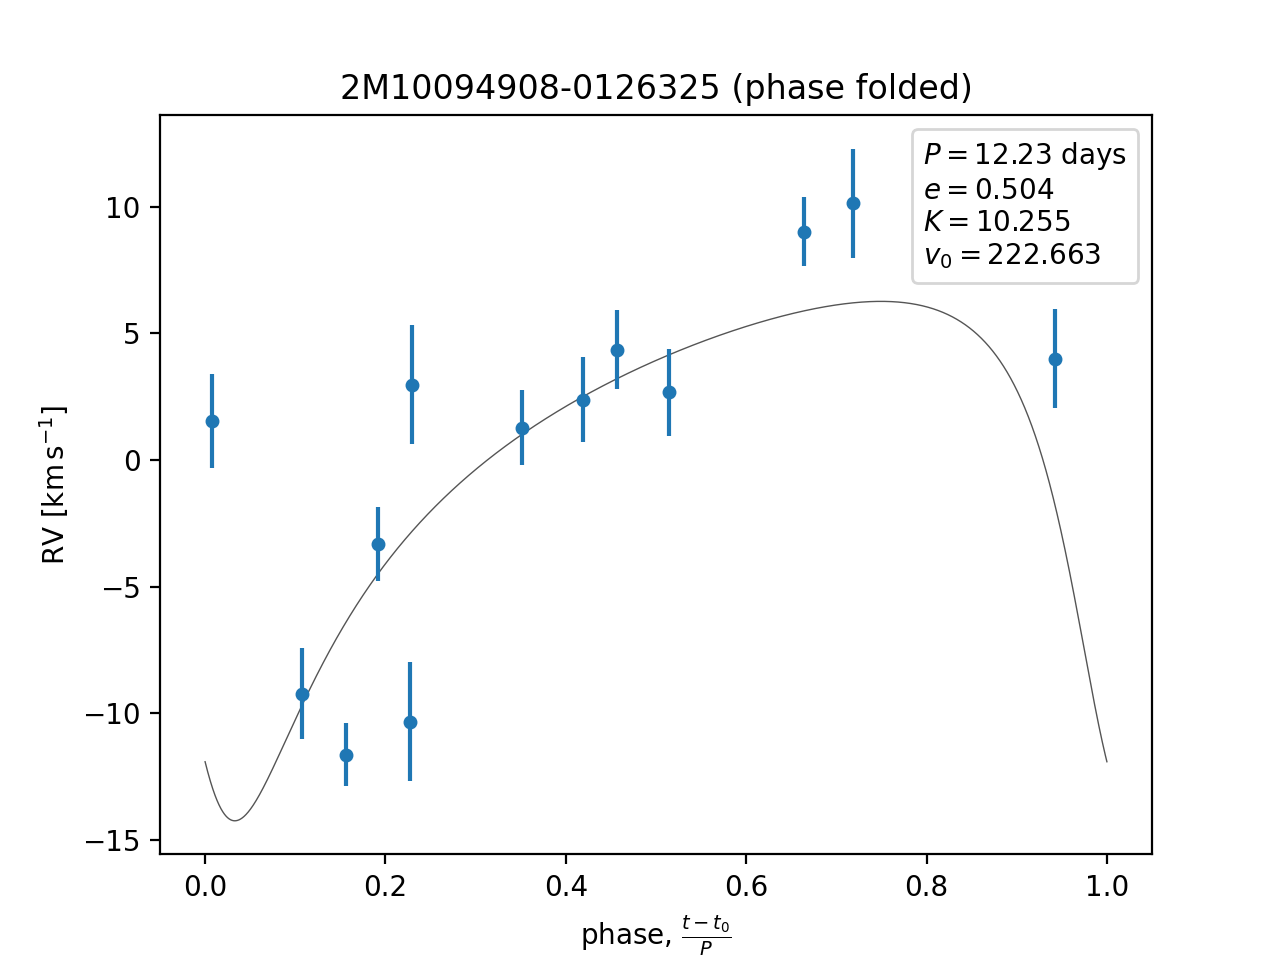 2M10094908-0126325 (phase folded)
P = 12.23 days
e = 0.504
K = 10.255
v₀ = 222.663
RV [km s⁻¹]
10
5
0
−5
−10
−15
0.0 0.2 0.4 0.6 0.8 1.0
phase, (t − t₀)/P